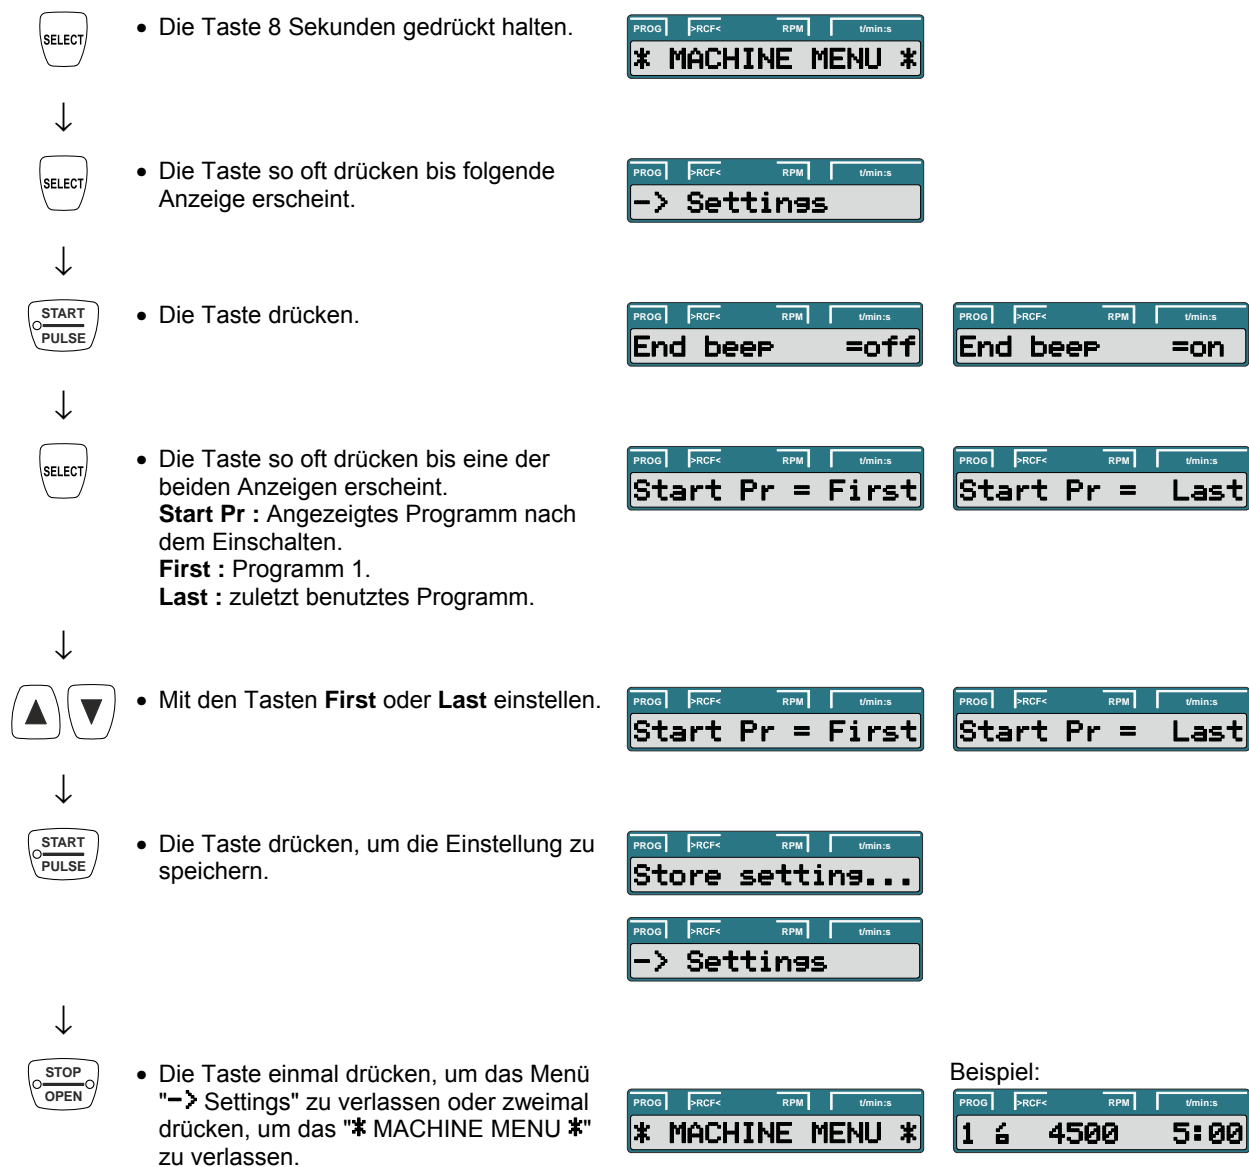 SELECT
• Die Taste 8 Sekunden gedrückt halten.
PROG >RCF< RPM t/min:s
* MACHINE MENU *
↓
SELECT
• Die Taste so oft drücken bis folgende
Anzeige erscheint.
PROG >RCF< RPM t/min:s
-> Settings
↓
START
PULSE
• Die Taste drücken.
PROG >RCF< RPM t/min:s
End beep =off
PROG >RCF< RPM t/min:s
End beep =on
↓
SELECT
• Die Taste so oft drücken bis eine der
beiden Anzeigen erscheint.
Start Pr : Angezeigtes Programm nach
dem Einschalten.
First : Programm 1.
Last : zuletzt benutztes Programm.
PROG >RCF< RPM t/min:s
Start Pr = First
PROG >RCF< RPM t/min:s
Start Pr = Last
↓
▲ ▼
• Mit den Tasten First oder Last einstellen.
PROG >RCF< RPM t/min:s
Start Pr = First
PROG >RCF< RPM t/min:s
Start Pr = Last
↓
START
PULSE
• Die Taste drücken, um die Einstellung zu
speichern.
PROG >RCF< RPM t/min:s
Store setting...
PROG >RCF< RPM t/min:s
-> Settings
↓
STOP
OPEN
• Die Taste einmal drücken, um das Menü
"-> Settings" zu verlassen oder zweimal
drücken, um das "* MACHINE MENU *"
zu verlassen.
PROG >RCF< RPM t/min:s
* MACHINE MENU *
Beispiel:
PROG >RCF< RPM t/min:s
1 6 4500 5:00